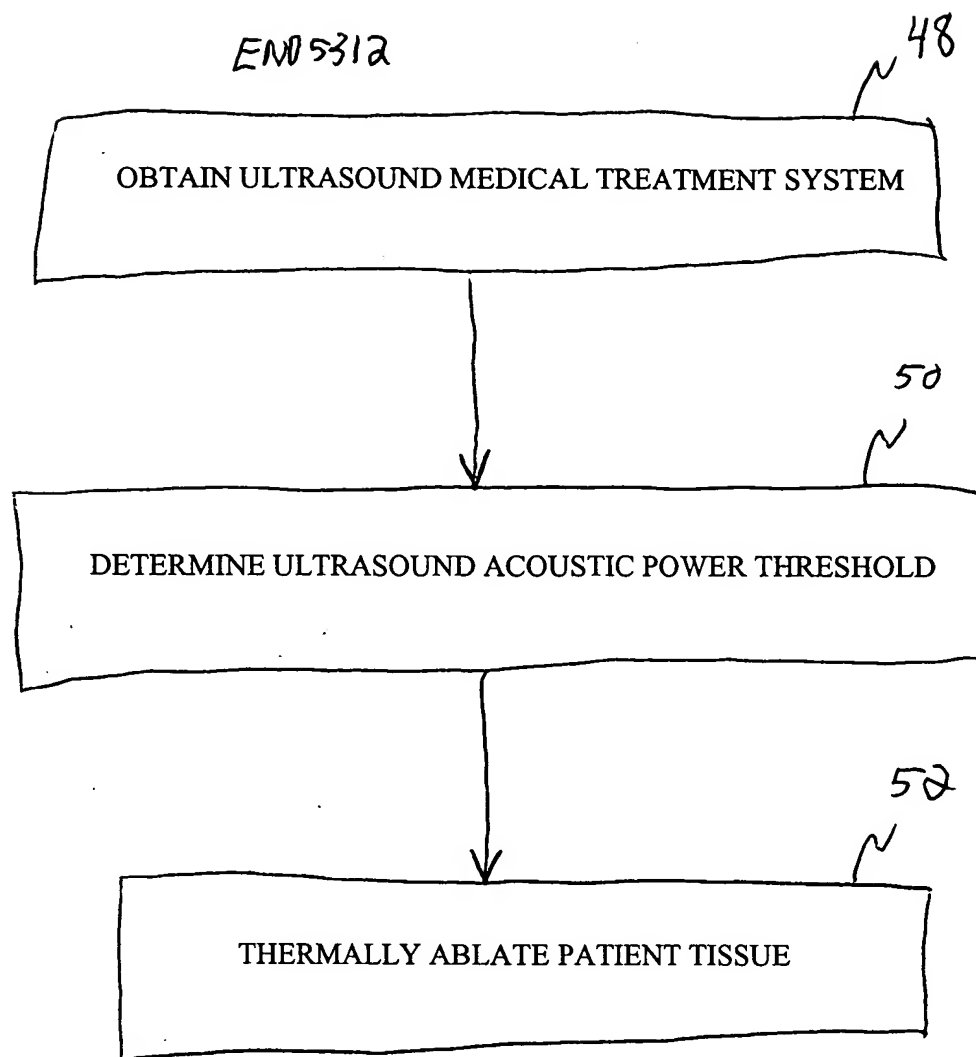 END5312
48
OBTAIN ULTRASOUND MEDICAL TREATMENT SYSTEM
50
DETERMINE ULTRASOUND ACOUSTIC POWER THRESHOLD
52
THERMALLY ABLATE PATIENT TISSUE